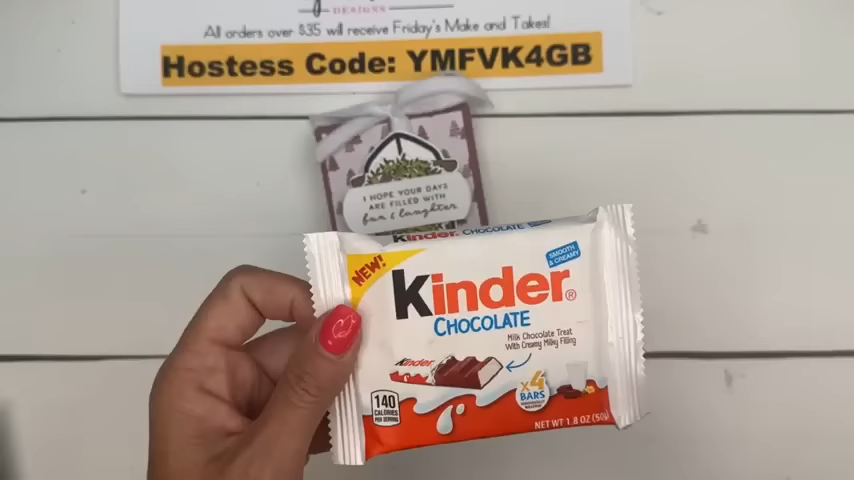 DESIGNS
All orders over $35 will receive Friday's Make and Takes!
Hostess Code: YMFVK4GB
I HOPE YOUR DAYS
ARE FILLED WITH
fun & laughter
Kinder CHOCOLATE
NEW!
SMOOTH
& CREAMY
Kinder®
CHOCOLATE
Milk Chocolate Treat
With Creamy Milky Filling
Kinder
x4
BARS
140
CALORIES
PER SERVING
NET WT 1.8 OZ (50g)